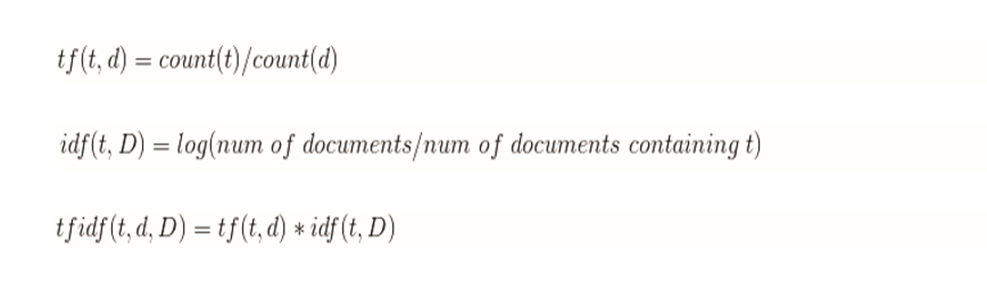 tf(t, d) = count(t)/count(d)
idf(t, D) = log(num of documents/num of documents containing t)
tfidf(t, d, D) = tf(t, d) * idf(t, D)